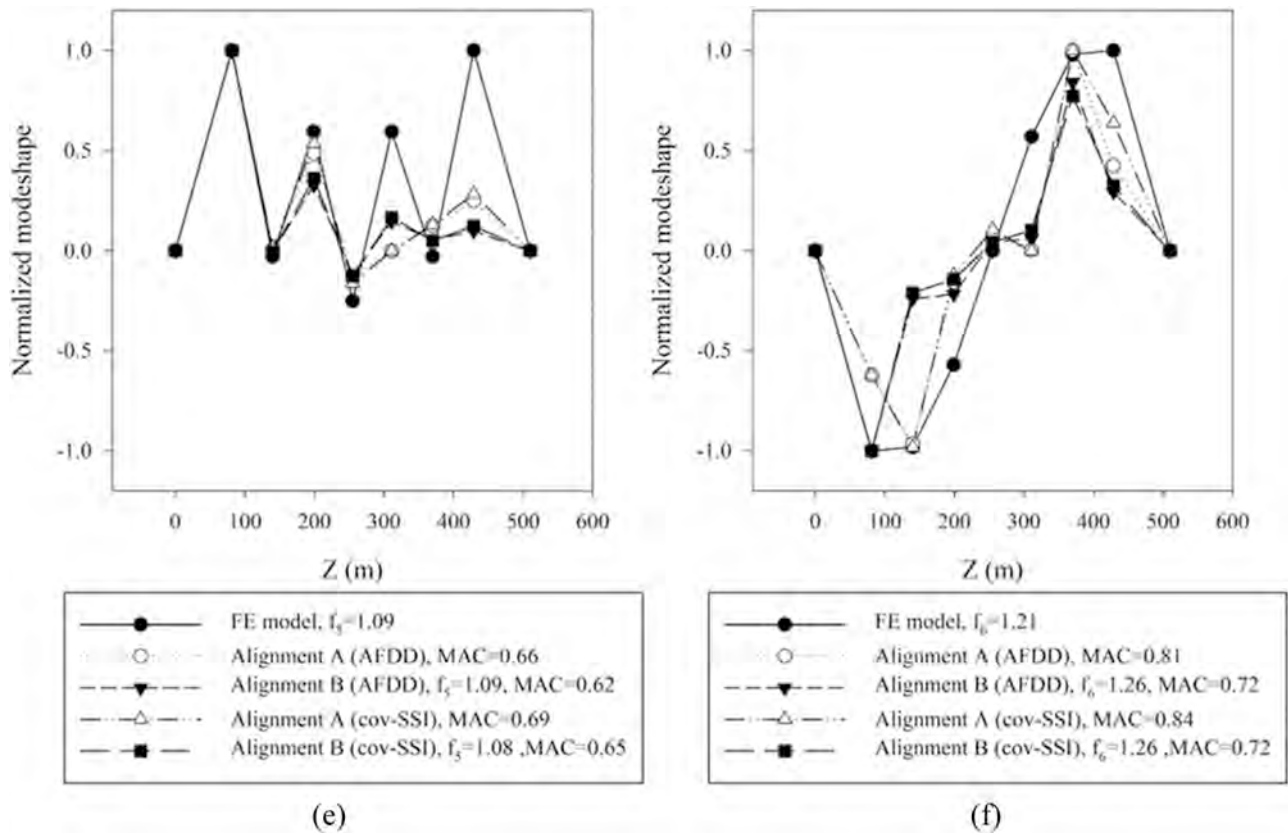 Normalized modeshape
1.0
0.5
0.0
-0.5
-1.0
0 100 200 300 400 500 600
Z (m)
FE model, f5=1.09
Alignment A (AFDD), MAC=0.66
Alignment B (AFDD), f5=1.09, MAC=0.62
Alignment A (cov-SSI), MAC=0.69
Alignment B (cov-SSI), f5=1.08 ,MAC=0.65
(e)
Normalized modeshape
1.0
0.5
0.0
-0.5
-1.0
0 100 200 300 400 500 600
Z (m)
FE model, f6=1.21
Alignment A (AFDD), MAC=0.81
Alignment B (AFDD), f6=1.26, MAC=0.72
Alignment A (cov-SSI), MAC=0.84
Alignment B (cov-SSI), f6=1.26 ,MAC=0.72
(f)